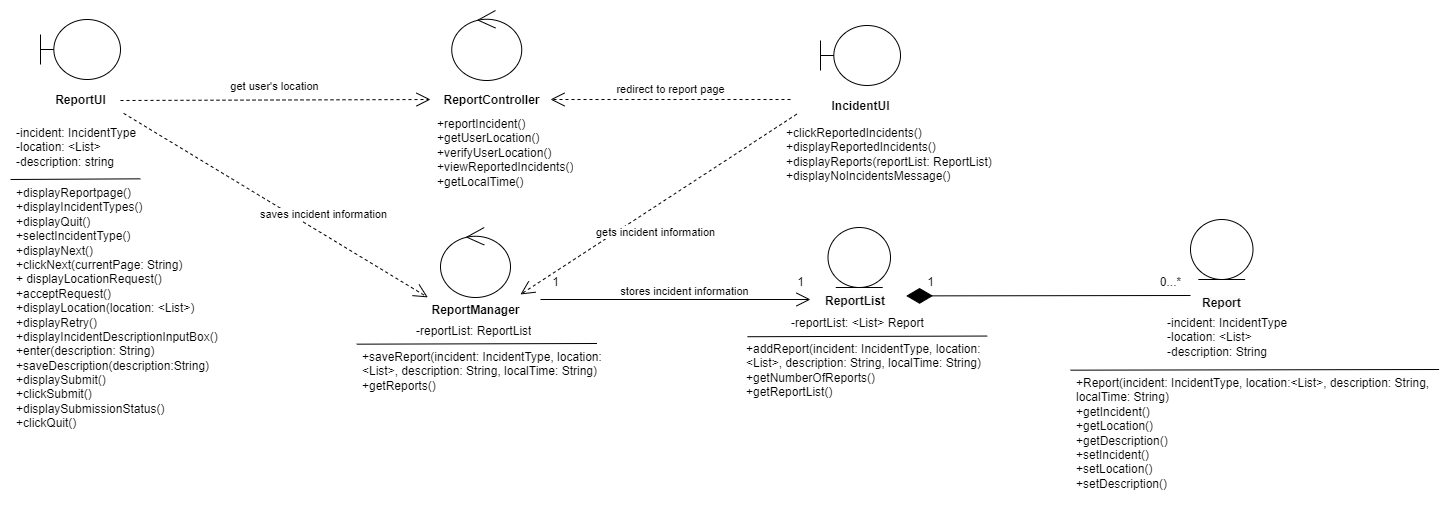 get user's location
redirect to report page
ReportUI
ReportController
IncidentUI
-incident: IncidentType
-location: <List>
-description: string
+displayReportpage()
+displayIncidentTypes()
+displayQuit()
+selectIncidentType()
+displayNext()
+clickNext(currentPage: String)
+ displayLocationRequest()
+acceptRequest()
+displayLocation(location: <List>)
+displayRetry()
+displayIncidentDescriptionInputBox()
+enter(description: String)
+saveDescription(description:String)
+displaySubmit()
+clickSubmit()
+displaySubmissionStatus()
+clickQuit()
+reportIncident()
+getUserLocation()
+verifyUserLocation()
+viewReportedIncidents()
+getLocalTime()
+clickReportedIncidents()
+displayReportedIncidents()
+displayReports(reportList: ReportList)
+displayNoIncidentsMessage()
saves incident information
gets incident information
1
stores incident information
1
1
0...*
ReportManager
-reportList: ReportList
+saveReport(incident: IncidentType, location:
<List>, description: String, localTime: String)
+getReports()
ReportList
-reportList: <List> Report
+addReport(incident: IncidentType, location:
<List>, description: String, localTime: String)
+getNumberOfReports()
+getReportList()
Report
-incident: IncidentType
-location: <List>
-description: String
+Report(incident: IncidentType, location:<List>, description: String,
localTime: String)
+getIncident()
+getLocation()
+getDescription()
+setIncident()
+setLocation()
+setDescription()